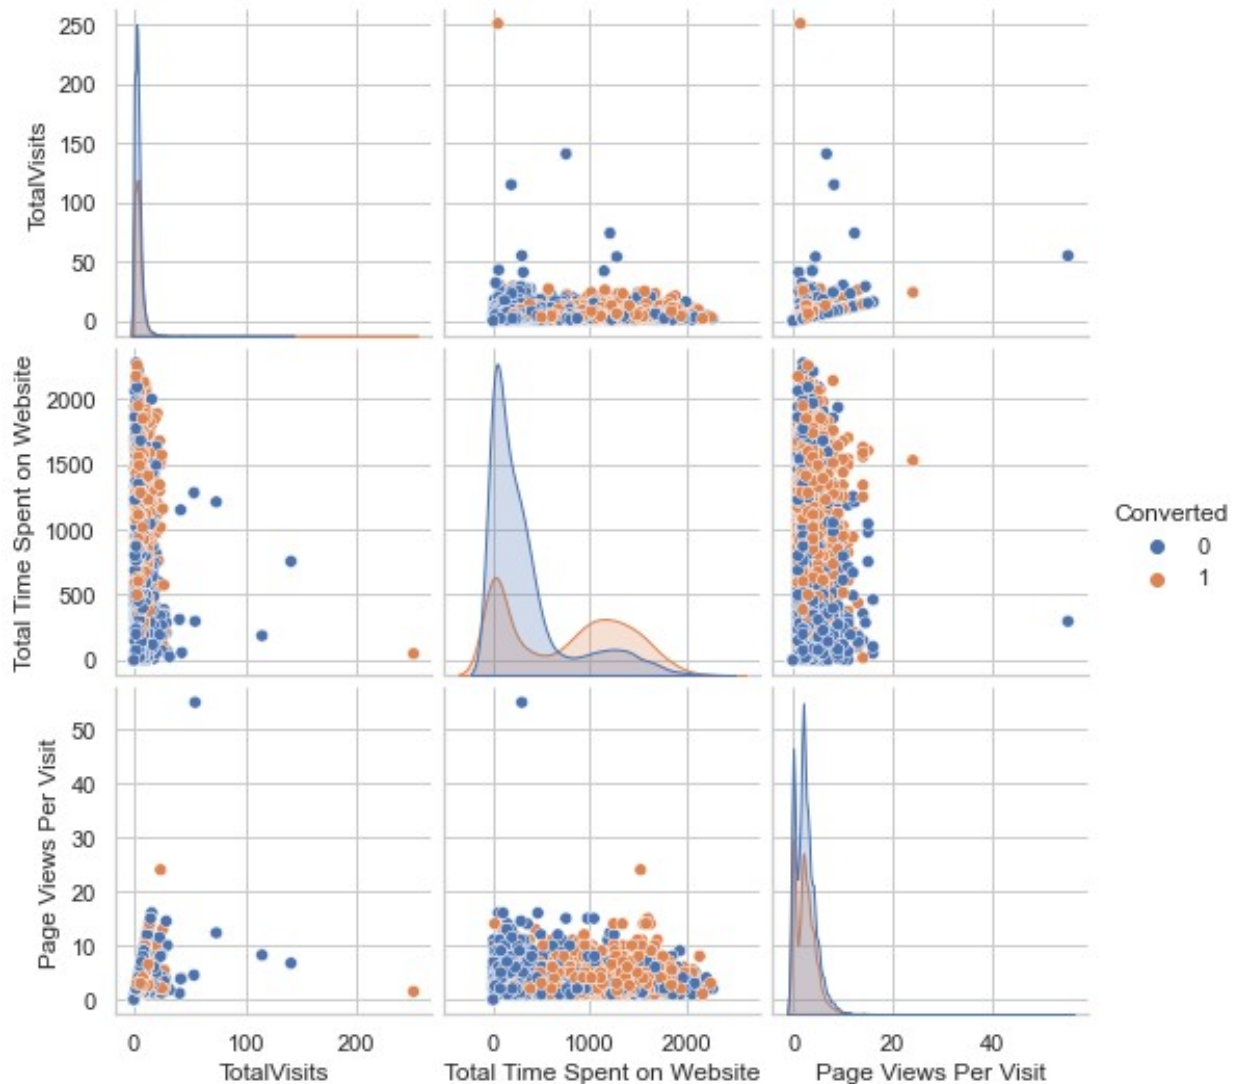 250
200
150
100
50
0
TotalVisits
2000
1500
1000
500
0
Total Time Spent on Website
Converted
0
1
50
40
30
20
10
0
Page Views Per Visit
0 200
0 1000 2000
0 20 40
TotalVisits
Total Time Spent on Website
Page Views Per Visit